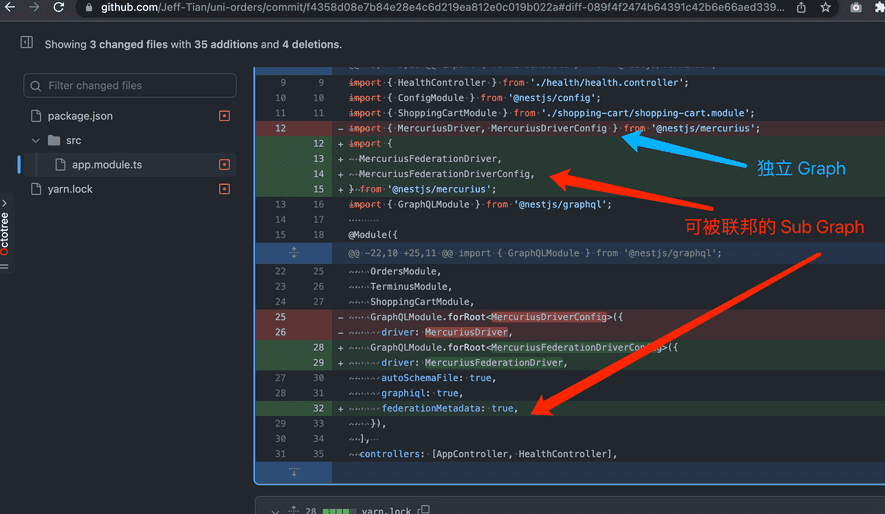 github.com/Jeff-Tian/uni-orders/commit/f4358d08e7b84e28e4c6d219ea812e0c019b022a#diff-089f4f2474b64391c42b6e66aed339...
Showing 3 changed files with 35 additions and 4 deletions.
Filter changed files
package.json
src
app.module.ts
yarn.lock
Octotree
9 9 import { HealthController } from './health/health.controller';
10 10 import { ConfigModule } from '@nestjs/config';
11 11 import { ShoppingCartModule } from './shopping-cart/shopping-cart.module';
12 - import { MercuriusDriver, MercuriusDriverConfig } from '@nestjs/mercurius';
12 + import {
13 + MercuriusFederationDriver,
14 + MercuriusFederationDriverConfig,
15 + } from '@nestjs/mercurius';
13 16 import { GraphQLModule } from '@nestjs/graphql';
14 17
15 18 @Module({
@@ -22,10 +25,11 @@ import { GraphQLModule } from '@nestjs/graphql';
22 25 OrdersModule,
23 26 TerminusModule,
24 27 ShoppingCartModule,
25 - GraphQLModule.forRoot<MercuriusDriverConfig>({
26 - driver: MercuriusDriver,
28 + GraphQLModule.forRoot<MercuriusFederationDriverConfig>({
29 + driver: MercuriusFederationDriver,
27 30 autoSchemaFile: true,
28 31 graphiql: true,
32 + federationMetadata: true,
29 33 }),
30 34 ],
31 35 controllers: [AppController, HealthController],
独立 Graph
可被联邦的 Sub Graph
28 yarn.lock